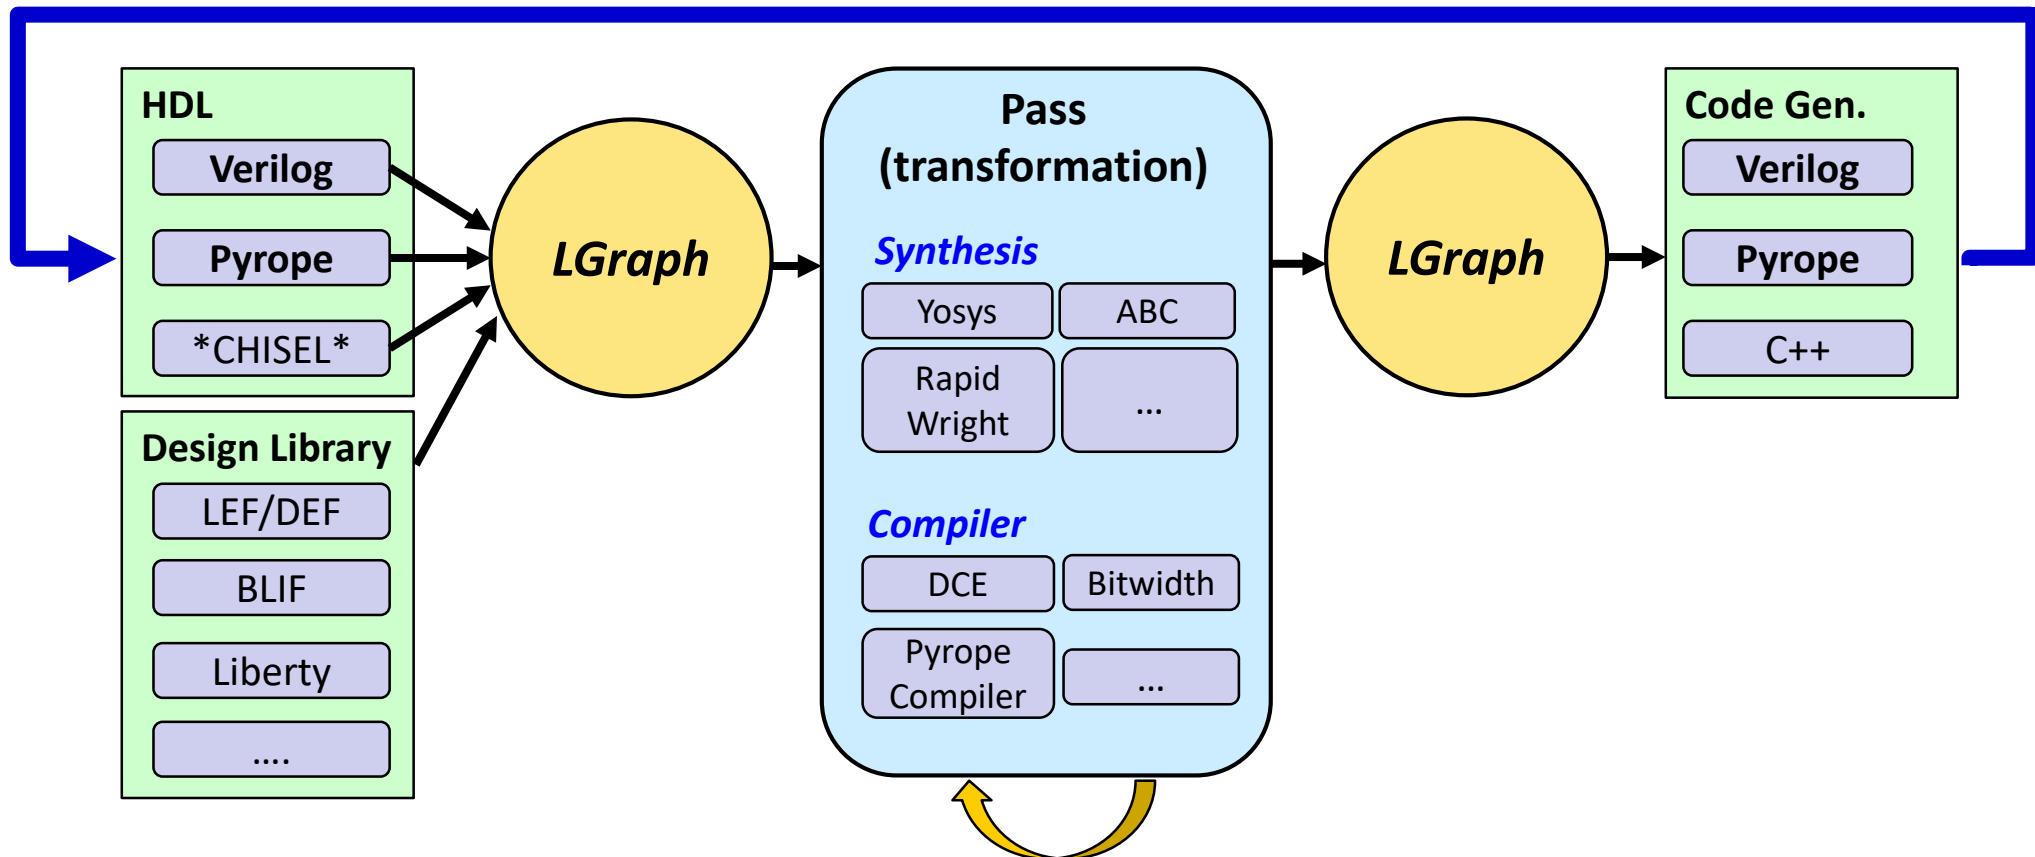 HDL
Verilog
Pyrope
*CHISEL*
Design Library
LEF/DEF
BLIF
Liberty
....
LGraph
Pass
(transformation)
Synthesis
Yosys
ABC
Rapid
Wright
...
Compiler
DCE
Bitwidth
Pyrope
Compiler
...
LGraph
Code Gen.
Verilog
Pyrope
C++